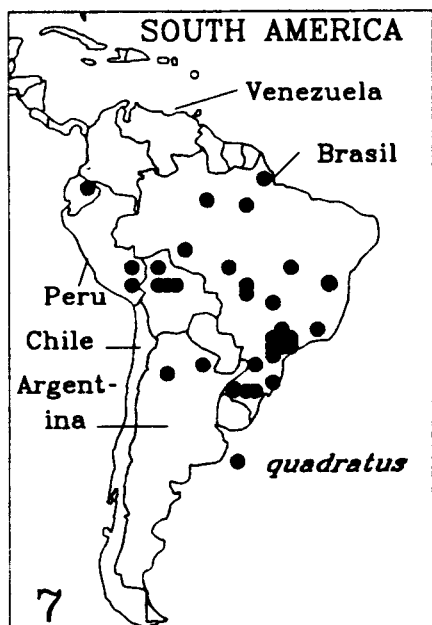 SOUTH AMERICA
Venezuela
Brasil
Peru
Chile
Argent-
ina
quadratus
7